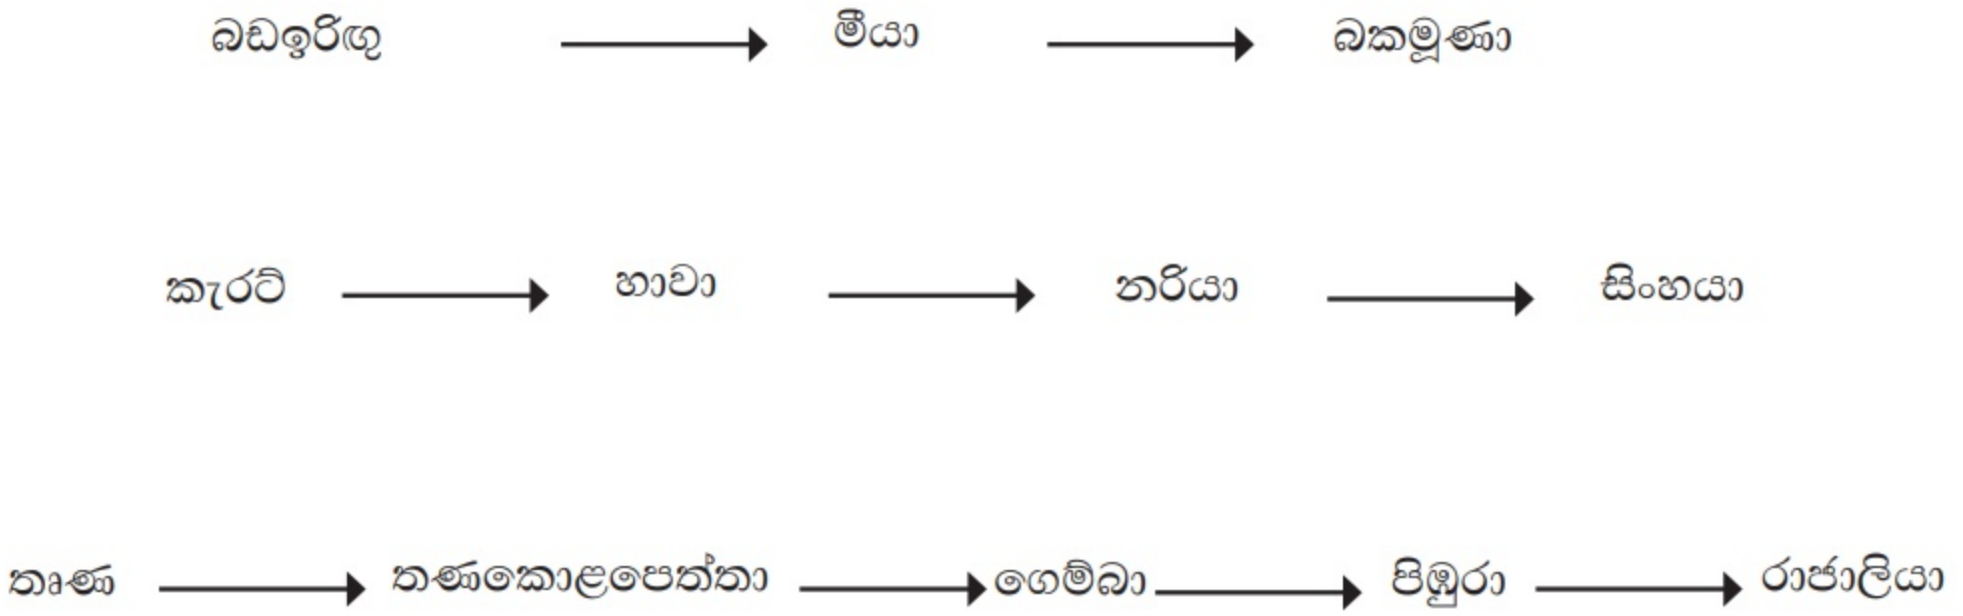 බඩඉරිඟු මීයා බකමූණා
කැරට් හාවා නරියා සිංහයා
තෘණ තණකොළපෙත්තා ගෙම්බා පිඹුරා රාජාලියා